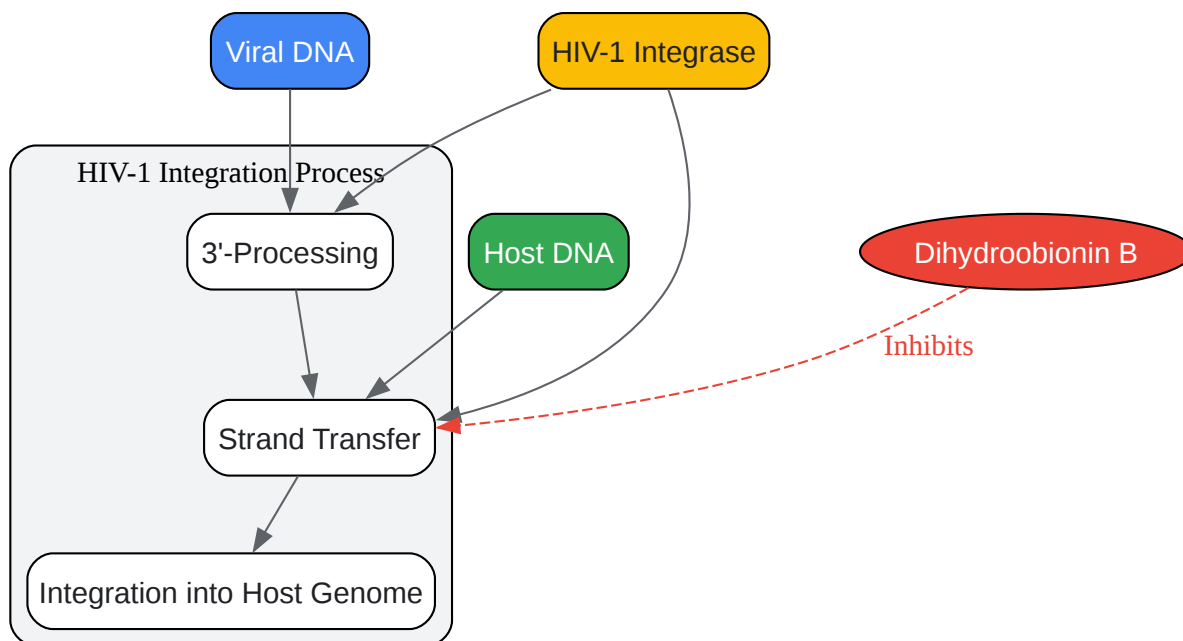 Viral DNA
HIV-1 Integrase
HIV-1 Integration Process
3'-Processing
Host DNA
Dihydroobionin B
Inhibits
Strand Transfer
Integration into Host Genome